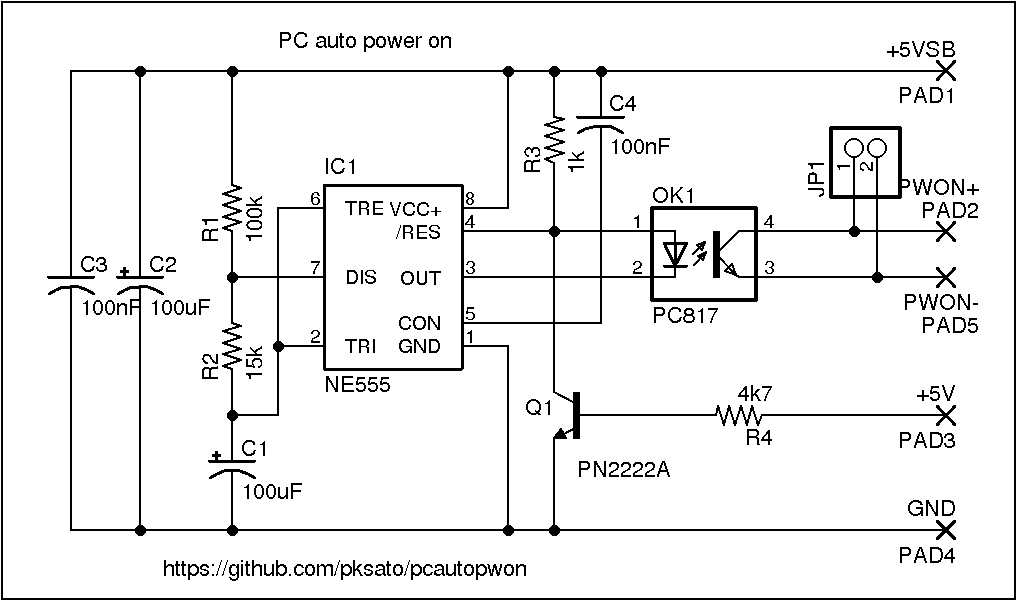 PC auto power on
+5VSB
PAD1
C4
100nF
R3
1k
JP1
1
2
IC1
OK1
PWON+
PAD2
6
TRE
VCC+
8
R1
100k
/RES
4
1
4
7
DIS
OUT
3
2
3
C3
100nF
C2
100uF
PC817
PWON-
PAD5
CON
5
R2
15k
2
TRI
GND
1
NE555
Q1
4k7
R4
+5V
PAD3
PN2222A
C1
100uF
GND
PAD4
https://github.com/pksato/pcautopwon